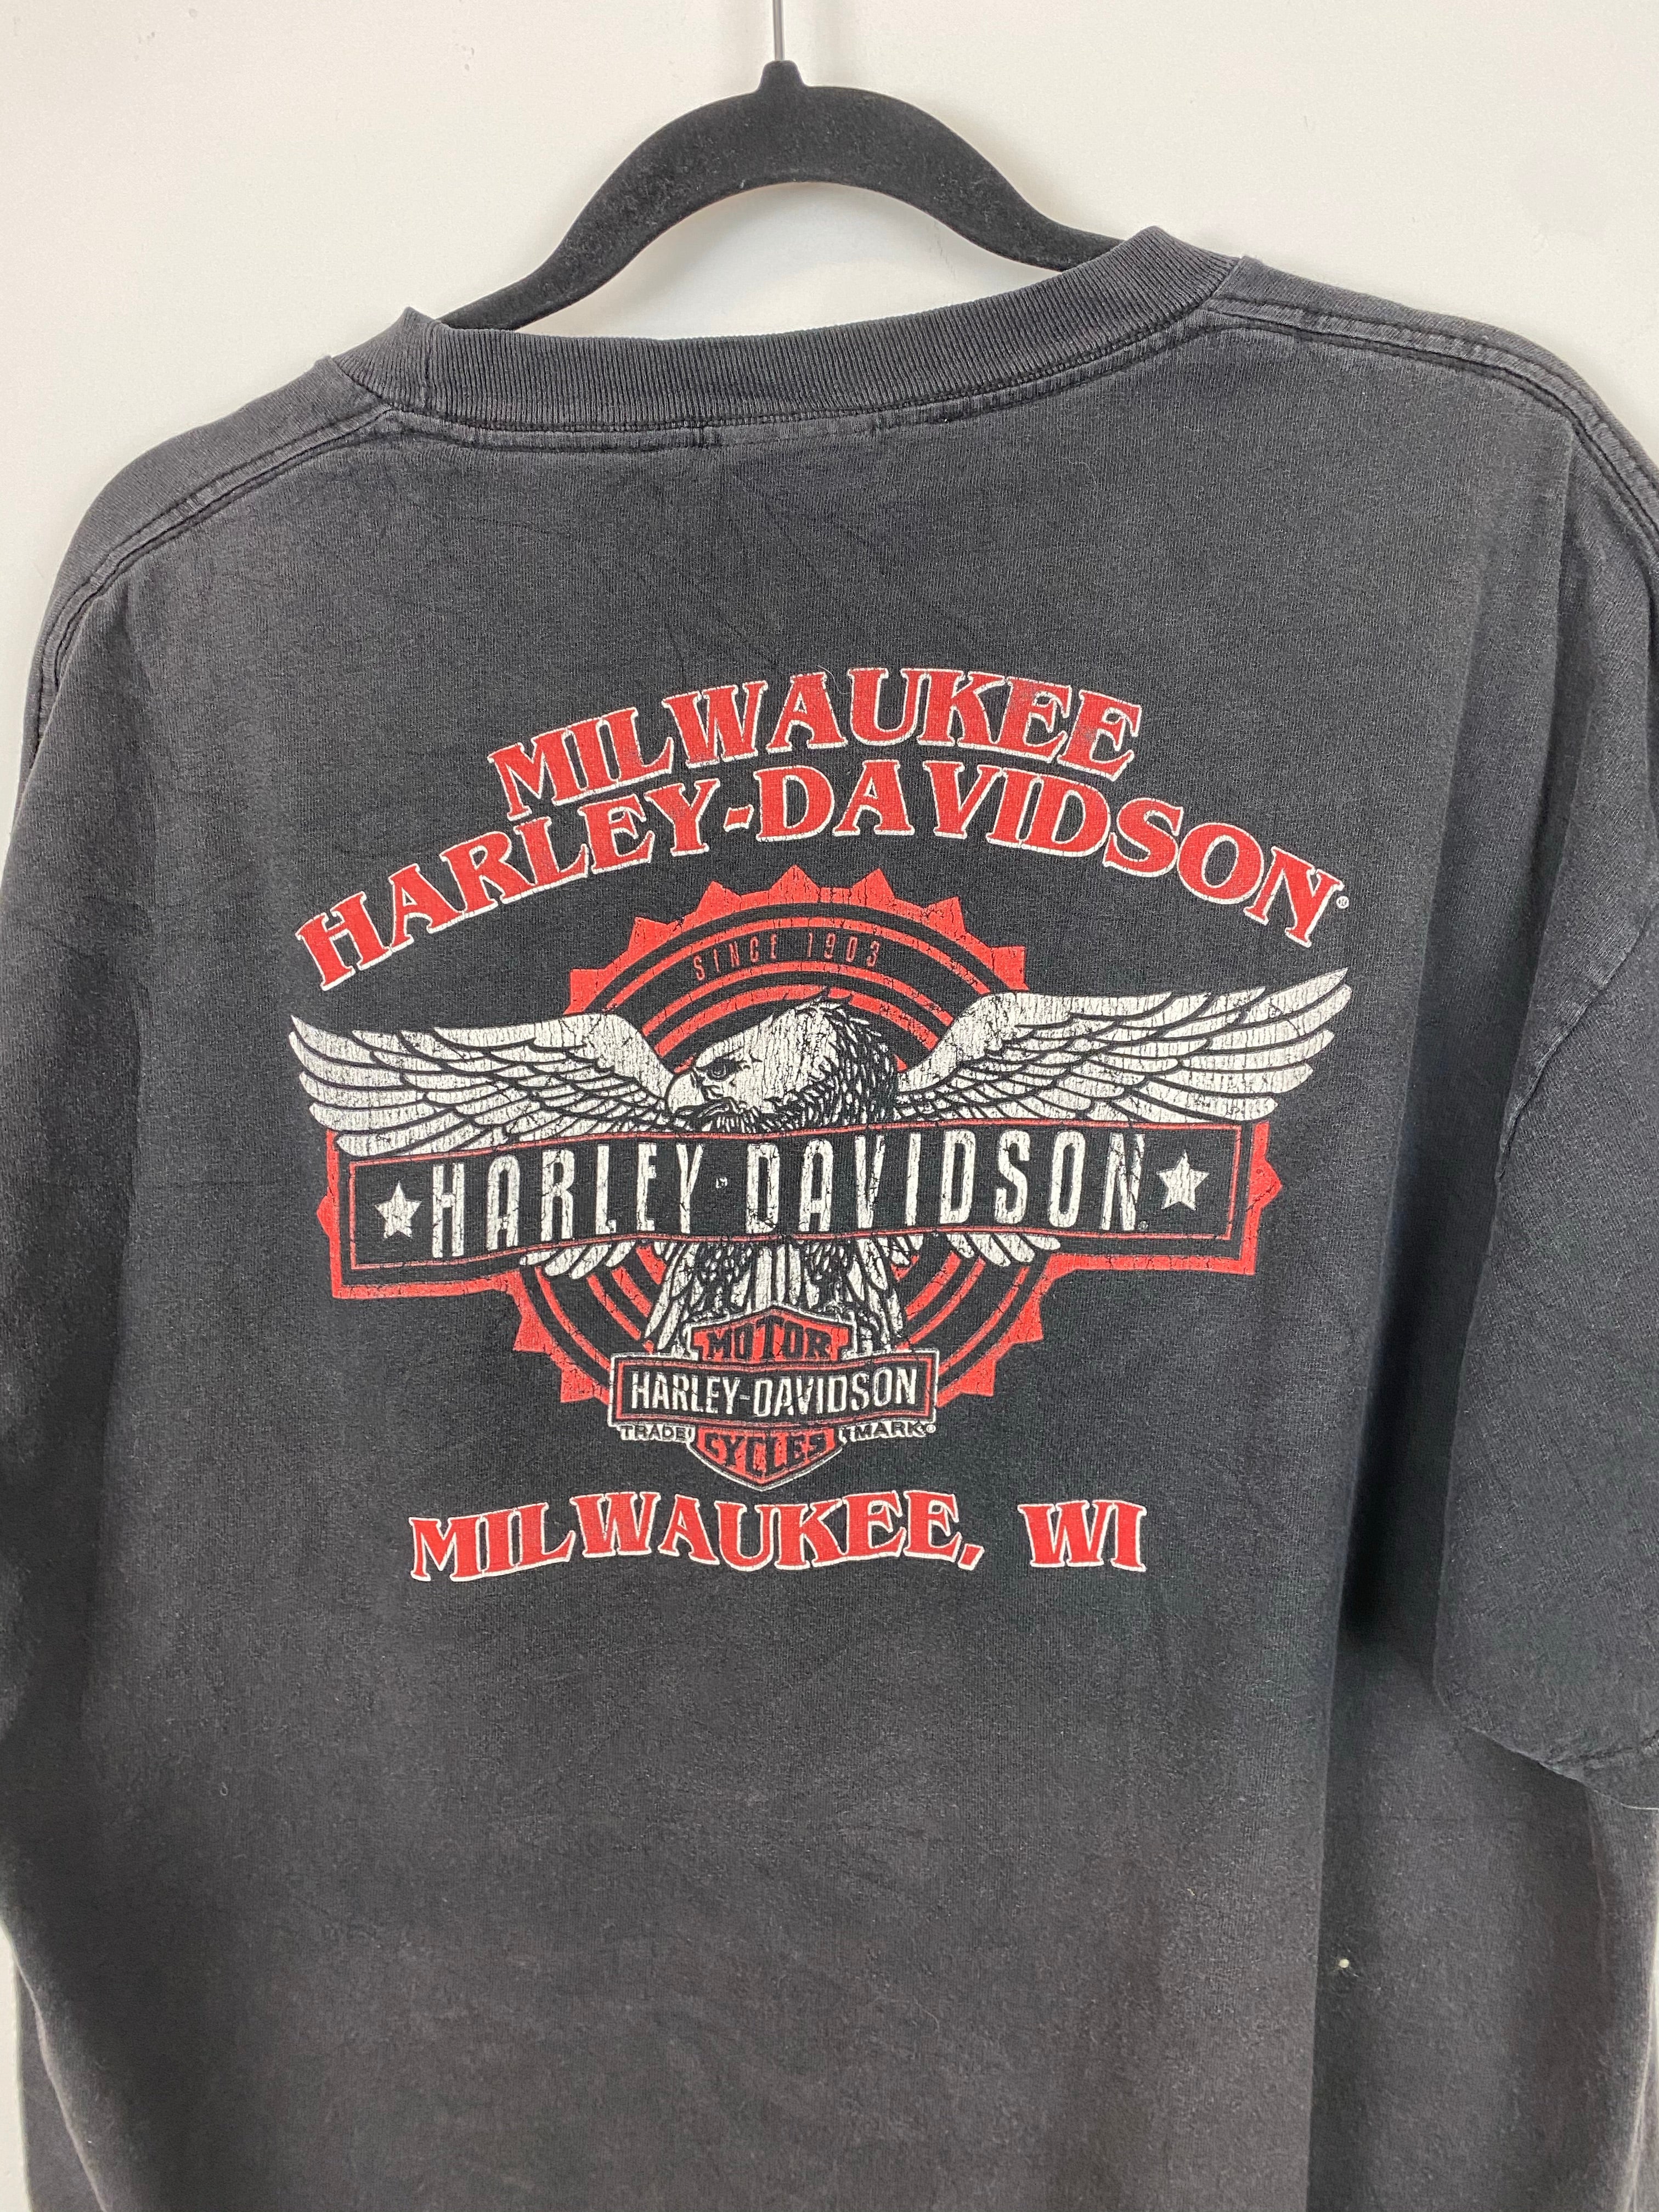 MILWAUKEE
HARLEY-DAVIDSON®
SINCE 1903
HARLEY-DAVIDSON®
MOTOR
HARLEY-DAVIDSON
TRADE MARK®
CYCLES
MILWAUKEE, WI